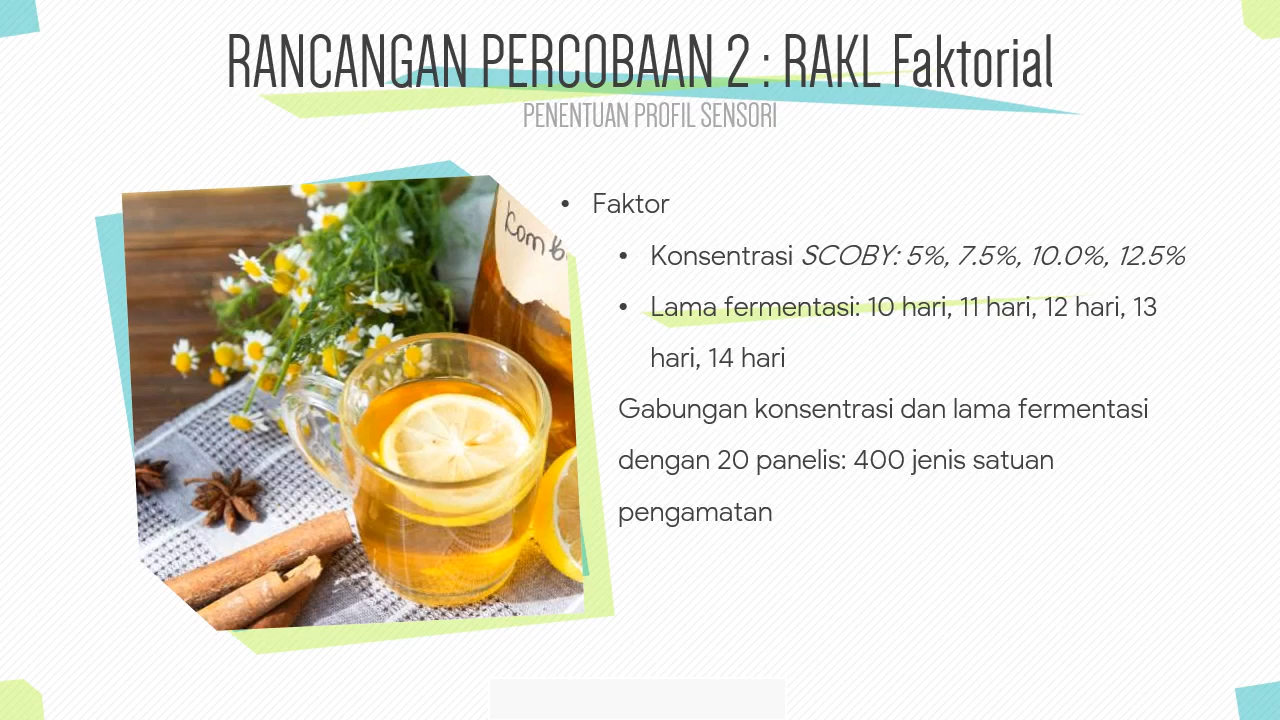 RANCANGAN PERCOBAAN 2 : RAKL Faktorial
PENENTUAN PROFIL SENSORI
Komb
• Faktor
• Konsentrasi SCOBY: 5%, 7.5%, 10.0%, 12.5%
• Lama fermentasi: 10 hari, 11 hari, 12 hari, 13
hari, 14 hari
Gabungan konsentrasi dan lama fermentasi
dengan 20 panelis: 400 jenis satuan
pengamatan